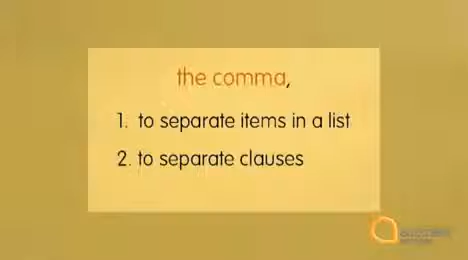 the comma,
1. to separate items in a list
2. to separate clauses